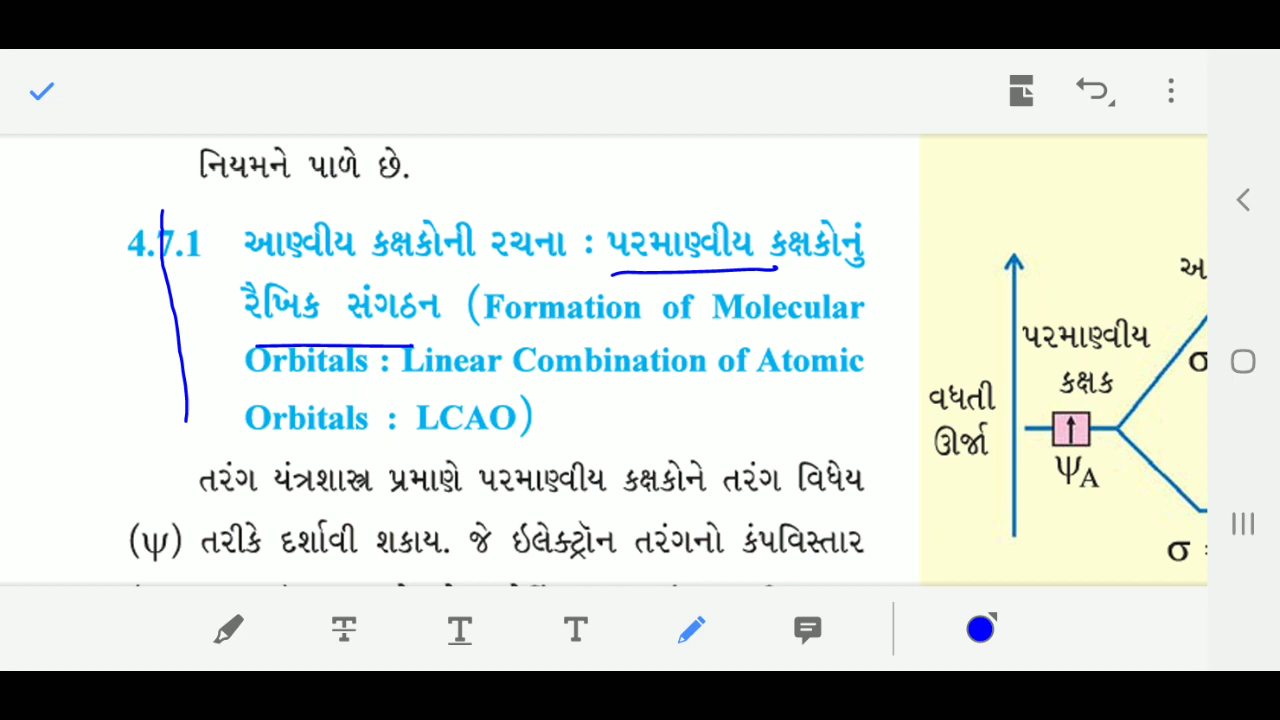 નિયમને પાળે છે.
4.7.1 આણ્વીય કક્ષકોની રચના : પરમાણ્વીય કક્ષકોનું
રૈખિક સંગઠન (Formation of Molecular
Orbitals : Linear Combination of Atomic
Orbitals : LCAO)
તરંગ યંત્રશાસ્ત્ર પ્રમાણે પરમાણ્વીય કક્ષકોને તરંગ વિધેય
(ψ) તરીકે દર્શાવી શકાય. જે ઇલેક્ટ્રૉન તરંગનો કંપવિસ્તાર
પરમાણ્વીય
કક્ષક
વધતી
ઊર્જા
ψA
σ
σ